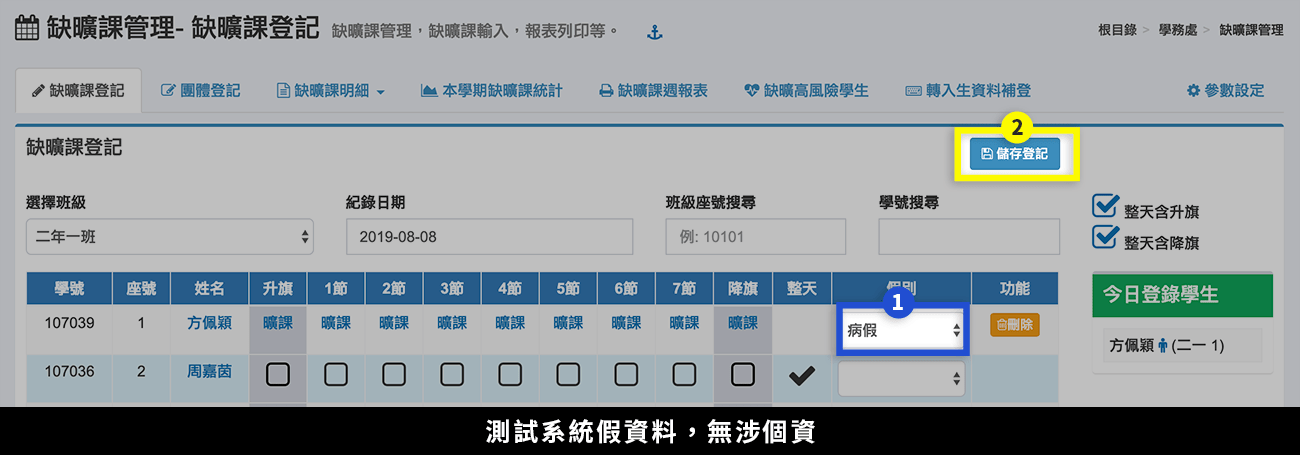 缺曠課管理- 缺曠課登記 缺曠課管理，缺曠課輸入，報表列印等。
根目錄 > 學務處 > 缺曠課管理
缺曠課登記 團體登記 缺曠課明細 本學期缺曠課統計 缺曠課週報表 缺曠高風險學生 轉入生資料補登 參數設定
2
缺曠課登記 儲存登記
選擇班級 紀錄日期 班級座號搜尋 學號搜尋
二年一班 2019-08-08 例: 10101
整天含升旗
整天含降旗
學號 座號 姓名 升旗 1節 2節 3節 4節 5節 6節 7節 降旗 整天 功能
1
107039 1 方佩穎 曠課 曠課 曠課 曠課 曠課 曠課 曠課 曠課 曠課 病假 刪除
107036 2 周嘉茵
今日登錄學生
方佩穎 (二一 1)
測試系統假資料，無涉個資